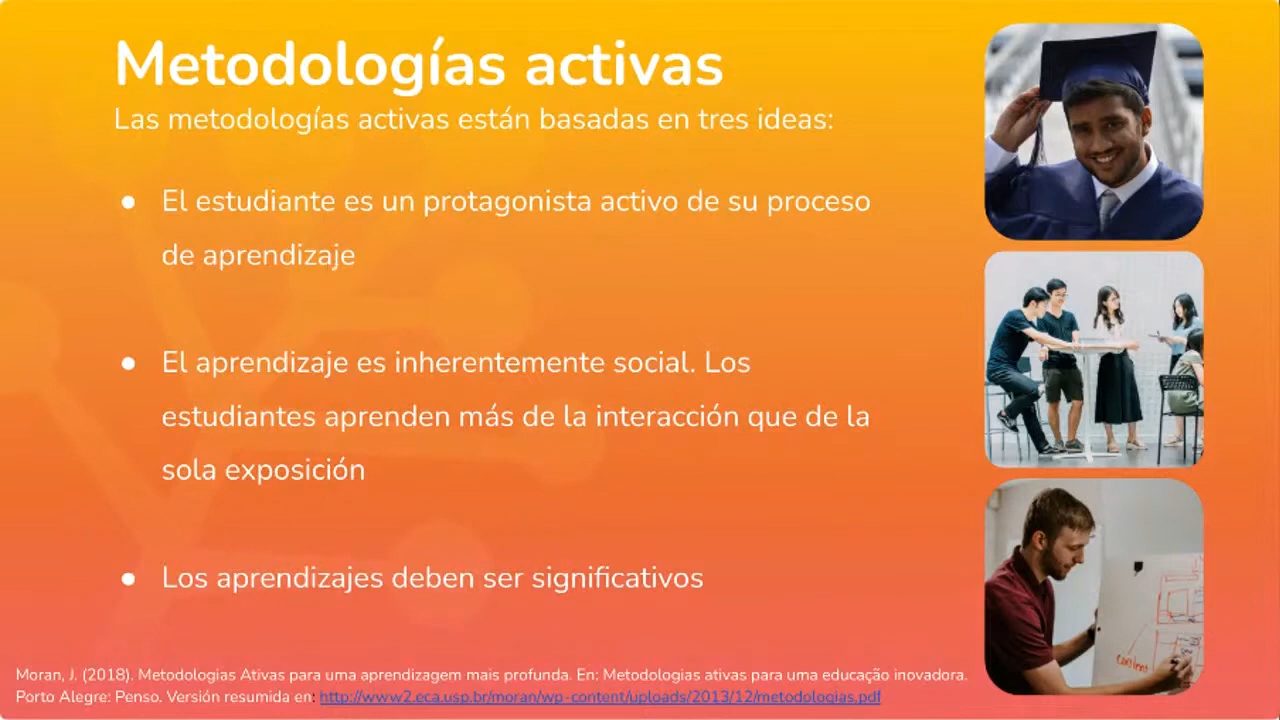 Metodologías activas
Las metodologías activas están basadas en tres ideas:
● El estudiante es un protagonista activo de su proceso
de aprendizaje
● El aprendizaje es inherentemente social. Los
estudiantes aprenden más de la interacción que de la
sola exposición
● Los aprendizajes deben ser significativos
content
Moran, J. (2018). Metodologias Ativas para uma aprendizagem mais profunda. En: Metodologias ativas para uma educação inovadora.
Porto Alegre: Penso. Versión resumida en: http://www2.eca.usp.br/moran/wp-content/uploads/2013/12/metodologias.pdf